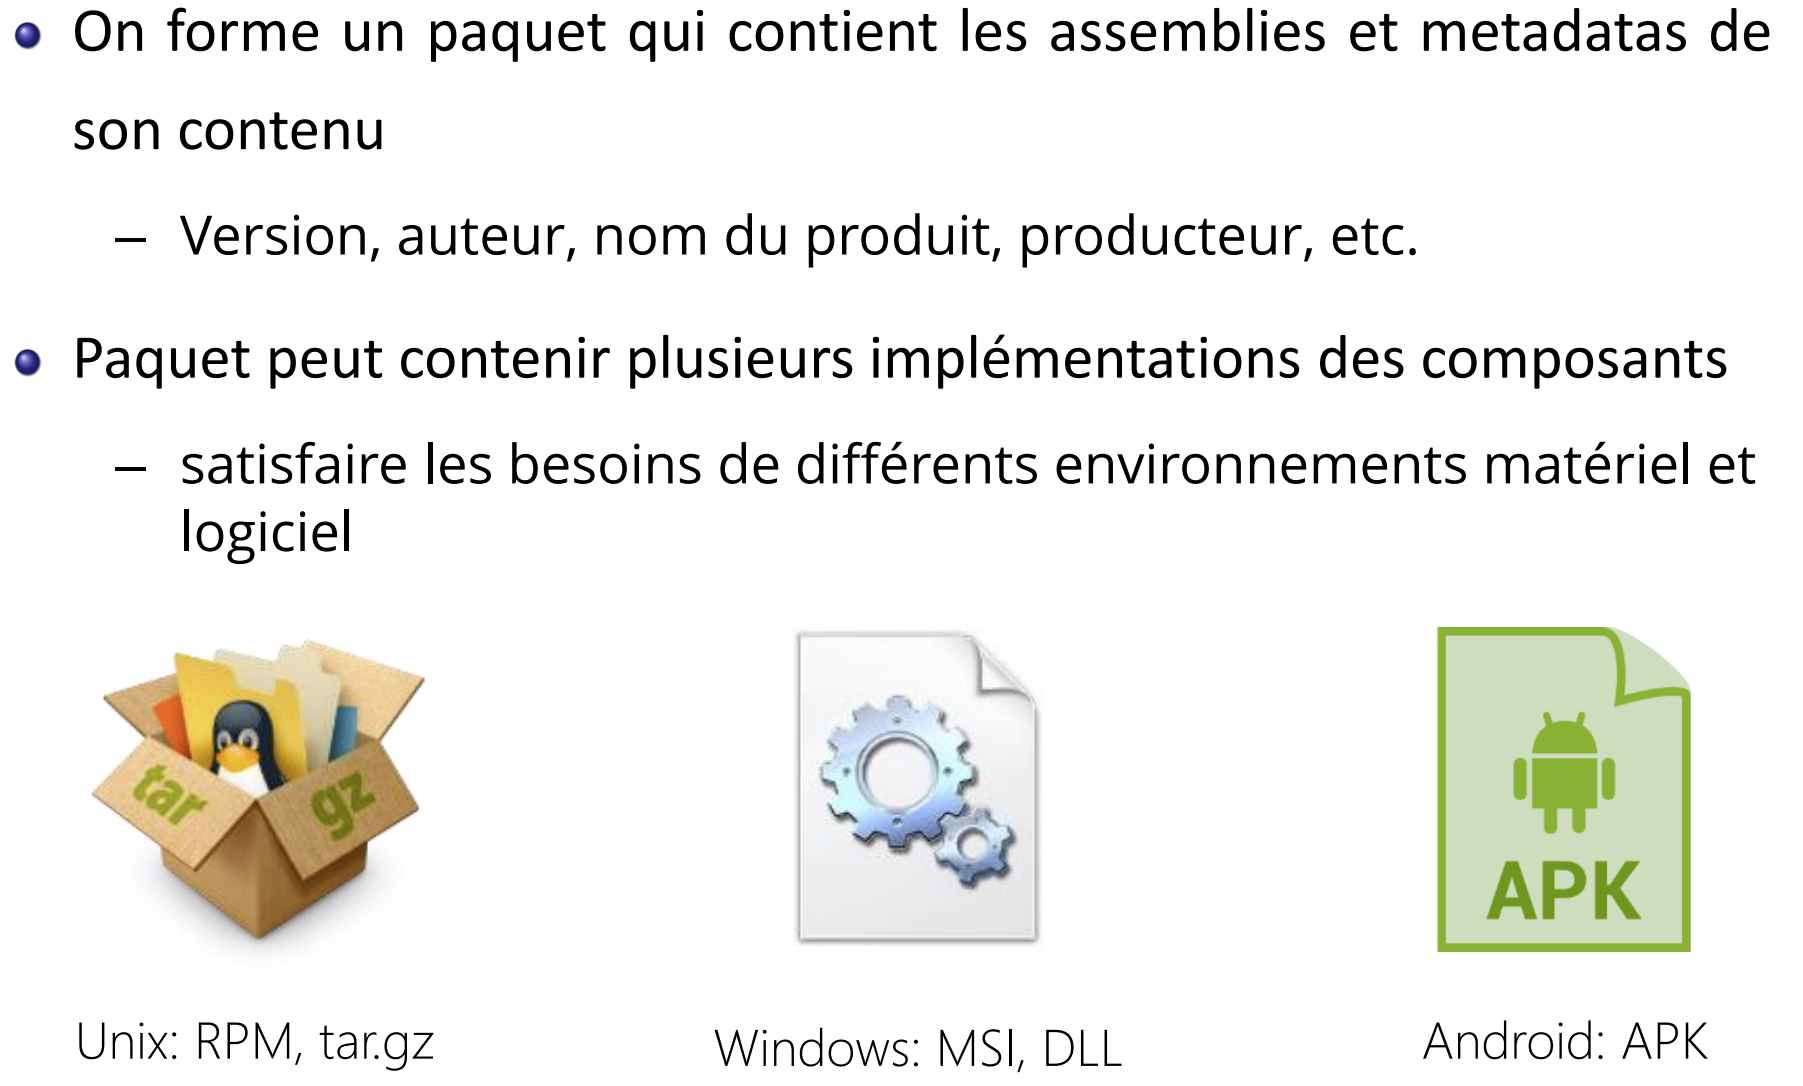 On forme un paquet qui contient les assemblies et metadatas de
son contenu
– Version, auteur, nom du produit, producteur, etc.
Paquet peut contenir plusieurs implémentations des composants
– satisfaire les besoins de différents environnements matériel et
logiciel
tar gz
APK
Unix: RPM, tar.gz
Windows: MSI, DLL
Android: APK